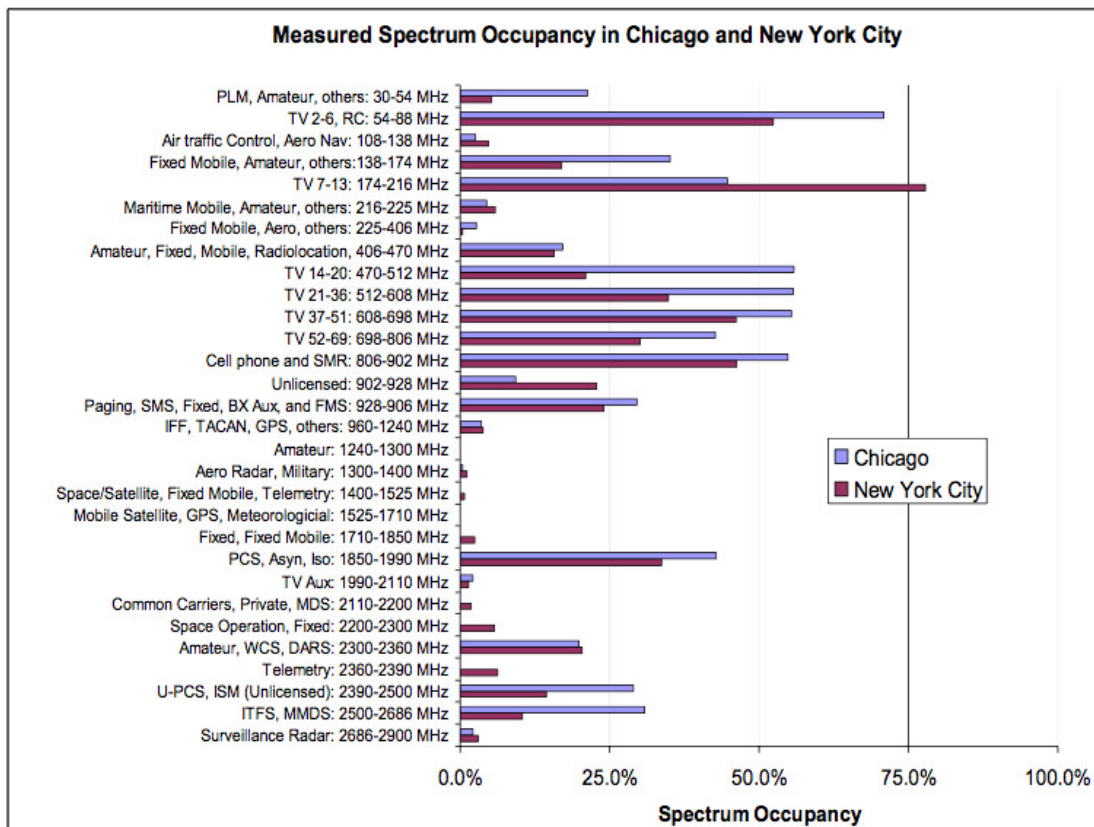 Measured Spectrum Occupancy in Chicago and New York City
PLM, Amateur, others: 30-54 MHz
TV 2-6, RC: 54-88 MHz
Air traffic Control, Aero Nav: 108-138 MHz
Fixed Mobile, Amateur, others:138-174 MHz
TV 7-13: 174-216 MHz
Maritime Mobile, Amateur, others: 216-225 MHz
Fixed Mobile, Aero, others: 225-406 MHz
Amateur, Fixed, Mobile, Radiolocation, 406-470 MHz
TV 14-20: 470-512 MHz
TV 21-36: 512-608 MHz
TV 37-51: 608-698 MHz
TV 52-69: 698-806 MHz
Cell phone and SMR: 806-902 MHz
Unlicensed: 902-928 MHz
Paging, SMS, Fixed, BX Aux, and FMS: 928-906 MHz
IFF, TACAN, GPS, others: 960-1240 MHz
Amateur: 1240-1300 MHz
Aero Radar, Military: 1300-1400 MHz
Space/Satellite, Fixed Mobile, Telemetry: 1400-1525 MHz
Mobile Satellite, GPS, Meteorologicial: 1525-1710 MHz
Fixed, Fixed Mobile: 1710-1850 MHz
PCS, Asyn, Iso: 1850-1990 MHz
TV Aux: 1990-2110 MHz
Common Carriers, Private, MDS: 2110-2200 MHz
Space Operation, Fixed: 2200-2300 MHz
Amateur, WCS, DARS: 2300-2360 MHz
Telemetry: 2360-2390 MHz
U-PCS, ISM (Unlicensed): 2390-2500 MHz
ITFS, MMDS: 2500-2686 MHz
Surveillance Radar: 2686-2900 MHz
Chicago
New York City
0.0% 25.0% 50.0% 75.0% 100.0%
Spectrum Occupancy